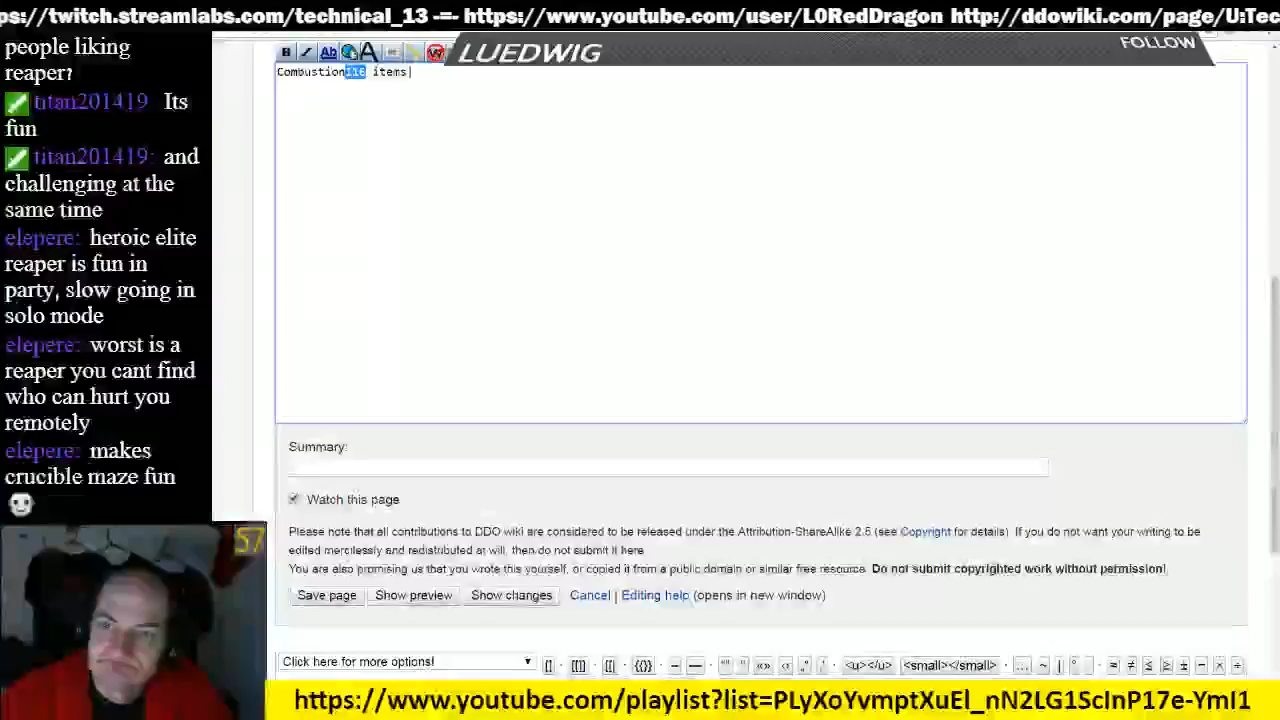 ps://twitch.streamlabs.com/technical_13 -=- https://www.youtube.com/user/L0RedDragon http://ddowiki.com/page/U:Tec
people liking
reaper?
titan201419 Its
fun
titan201419: and
challenging at the
same time
elepere: heroic elite
reaper is fun in
party, slow going in
solo mode
elepere: worst is a
reaper you cant find
who can hurt you
remotely
elepere: makes
crucible maze fun
57
LUEDWIG
FOLLOW
B I Ab A
Combustion116 items
Summary:
Watch this page
Please note that all contributions to DDO wiki are considered to be released under the Attribution-ShareAlike 2.5 (see Copyright for details). If you do not want your writing to be
edited mercilessly and redistributed at will, then do not submit it here
You are also promising us that you wrote this yourself, or copied it from a public domain or similar free resource. Do not submit copyrighted work without permission!
Save page Show preview Show changes Cancel | Editing help (opens in new window)
Click here for more options! [] · [[]] · [[ · {{}} · – — · “” ‘’ «» ‹› „“ ‚‘ · <u></u> · <small></small> · … ~ | ° · ≈ ≠ ≤ ≥ ± − × ÷
https://www.youtube.com/playlist?list=PLyXoYvmptXuEl_nN2LG1ScInP17e-YmI1